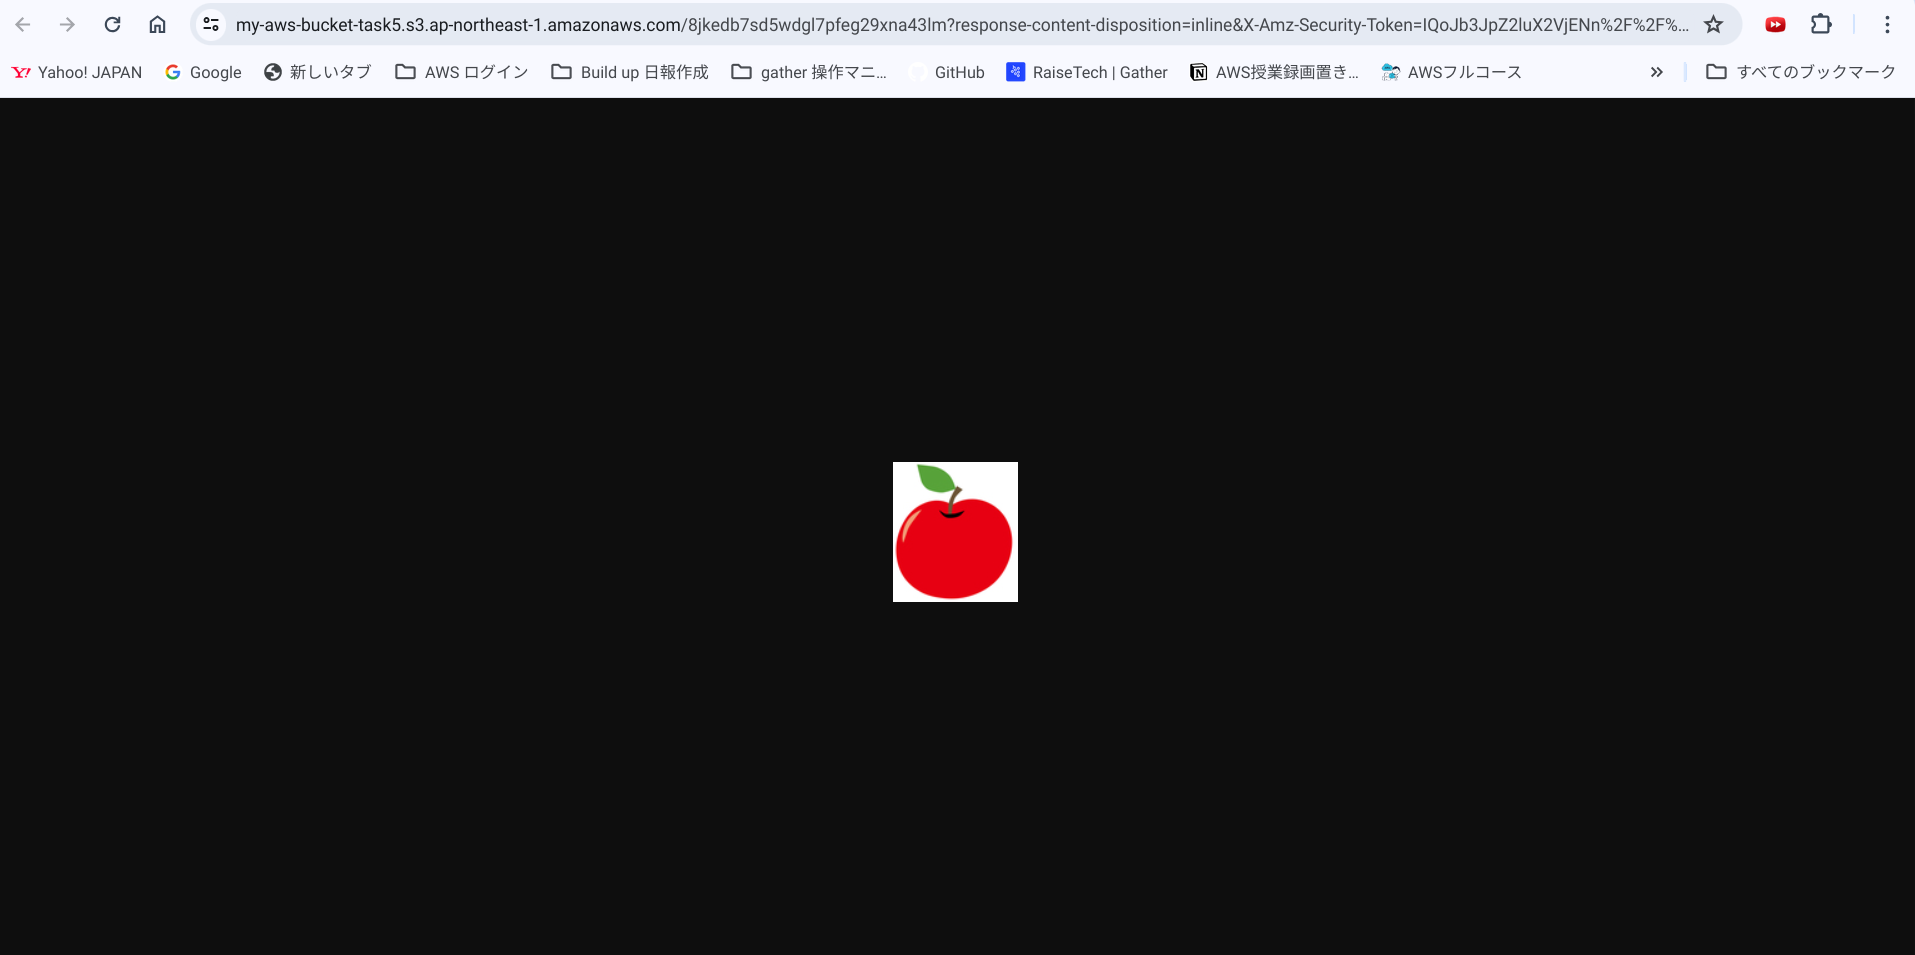 my-aws-bucket-task5.s3.ap-northeast-1.amazonaws.com/8jkedb7sd5wdgl7pfeg29xna43lm?response-content-disposition=inline&X-Amz-Security-Token=IQoJb3JpZ2luX2VjENn%2F%2F%...
Yahoo! JAPAN Google 新しいタブ AWS ログイン Build up 日報作成 gather 操作マニ... GitHub RaiseTech | Gather AWS授業録画置き... AWSフルコース » すべてのブックマーク